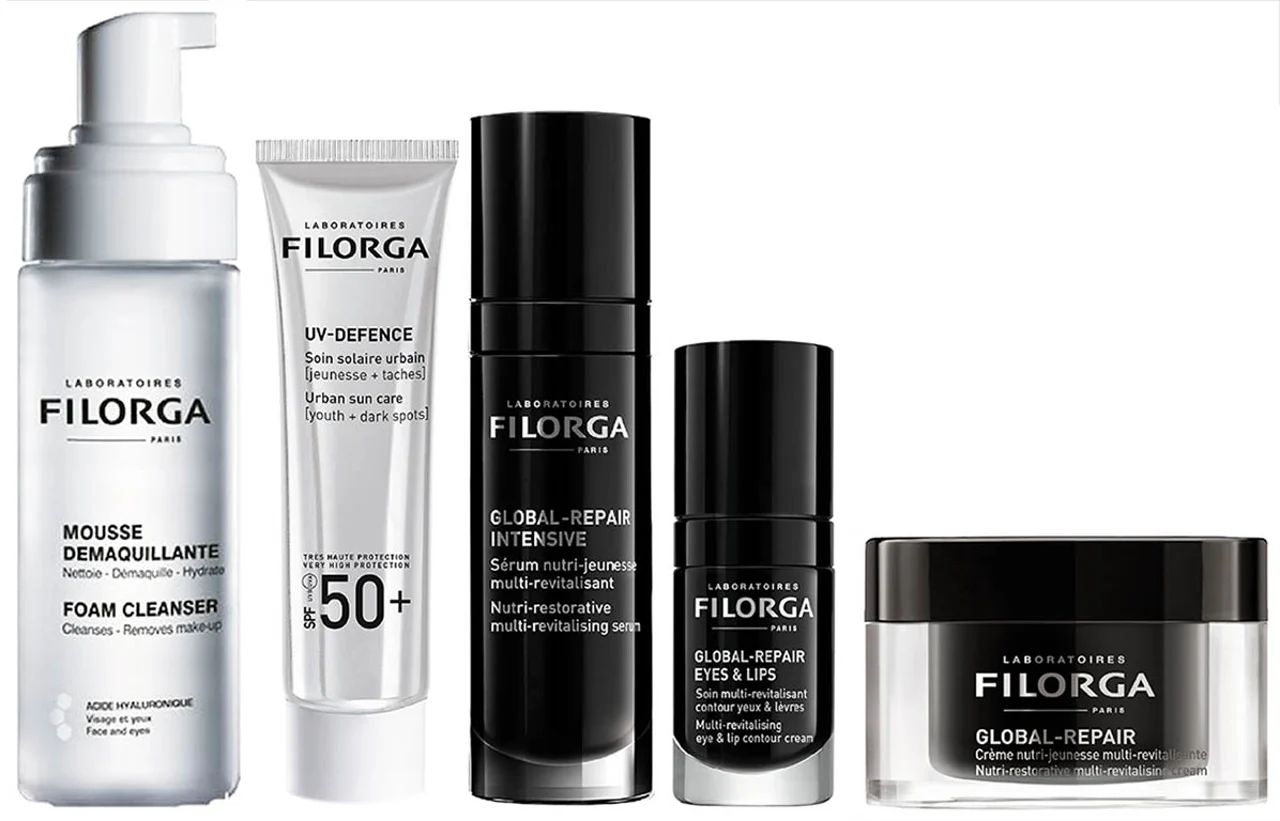 LABORATOIRES
FILORGA
PARIS
MOUSSE
DEMAQUILLANTE
Nettoie - Démaquille - Hydrate
FOAM CLEANSER
Cleanses - Removes make-up
ACIDE HYALURONIQUE
Visage et yeux
Face and eyes
LABORATOIRES
FILORGA
PARIS
UV-DEFENCE
Soin solaire urbain
[jeunesse + taches]
Urban sun care
[youth + dark spots]
TRÈS HAUTE PROTECTION
VERY HIGH PROTECTION
SPF 50+
LABORATOIRES
FILORGA
PARIS
GLOBAL-REPAIR
INTENSIVE
Sérum nutri-jeunesse
multi-revitalisant
Nutri-restorative
multi-revitalising serum
LABORATOIRES
FILORGA
PARIS
GLOBAL-REPAIR
EYES & LIPS
Soin multi-revitalisant
contour yeux & lèvres
Multi-revitalising
eye & lip contour cream
LABORATOIRES
FILORGA
PARIS
GLOBAL-REPAIR
Crème nutri-jeunesse multi-revitalisante
Nutri-restorative multi-revitalising cream